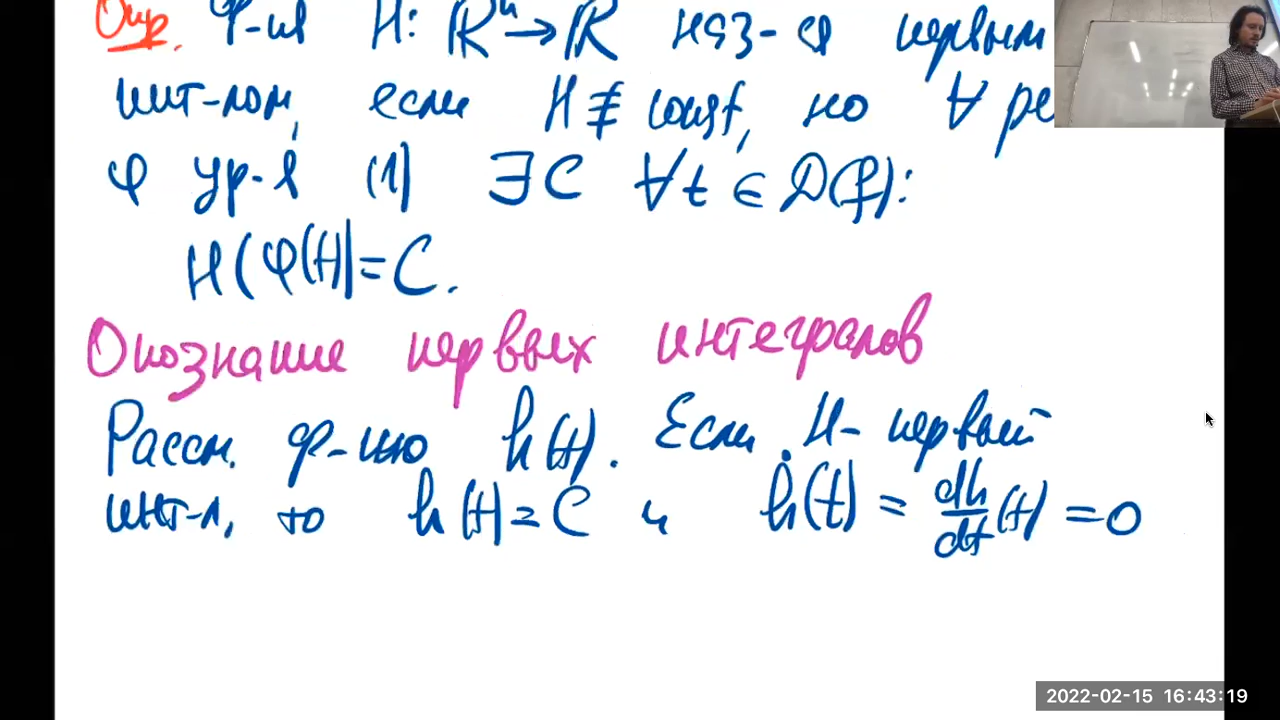 Опр. Ф-ия H: ℝⁿ → ℝ наз-ся первым
инт-лом, если H ≢ const, но ∀ ре
φ ур-я (1) ∃C ∀t ∈ D(φ):
H(φ(t)) = C.
Опознание первых интегралов
Рассм. ф-ию h(t). Если H - первый
инт-л, то h(t) = C и ḣ(t) = dh/dt (t) = 0
2022-02-15 16:43:19